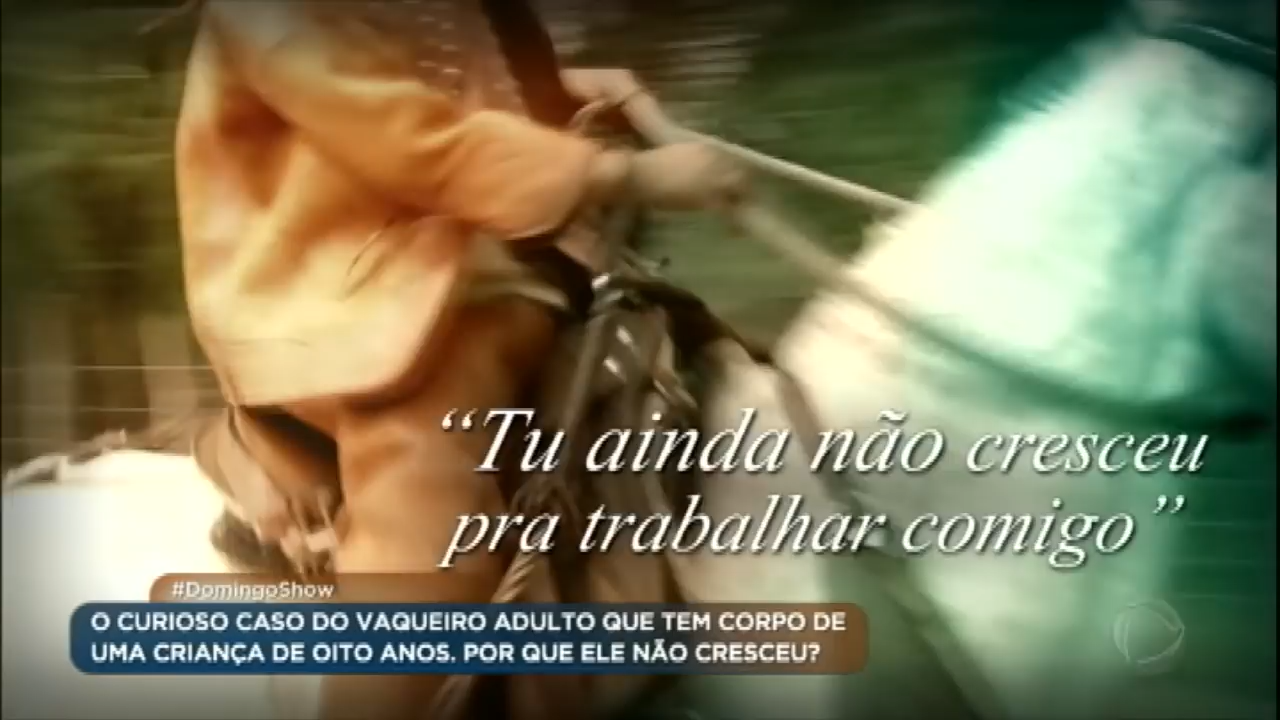 “Tu ainda não cresceu
pra trabalhar comigo”
#DomingoShow
O CURIOSO CASO DO VAQUEIRO ADULTO QUE TEM CORPO DE
UMA CRIANÇA DE OITO ANOS. POR QUE ELE NÃO CRESCEU?